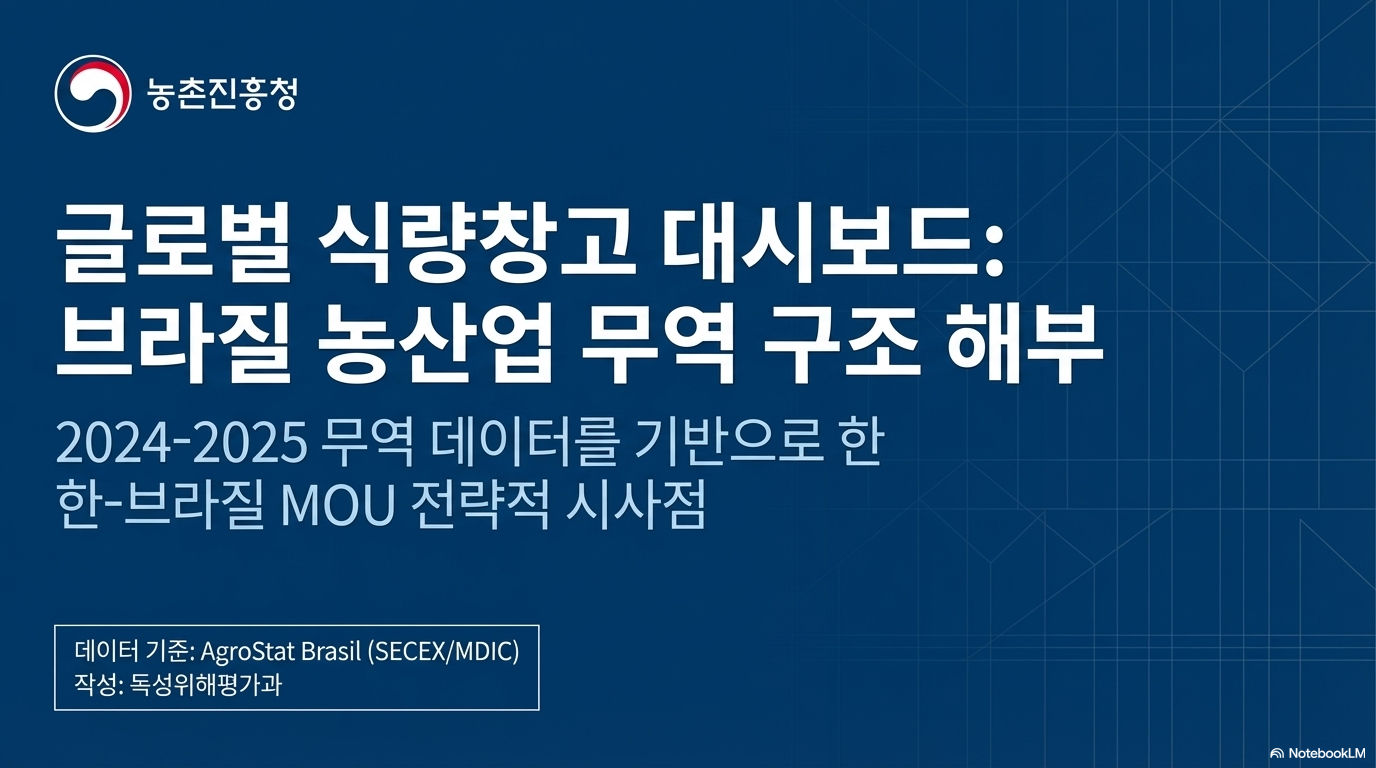 농촌진흥청
글로벌 식량창고 대시보드:
브라질 농산업 무역 구조 해부
2024-2025 무역 데이터를 기반으로 한
한-브라질 MOU 전략적 시사점
데이터 기준: AgroStat Brasil (SECEX/MDIC)
작성: 독성위해평가과
NotebookLM